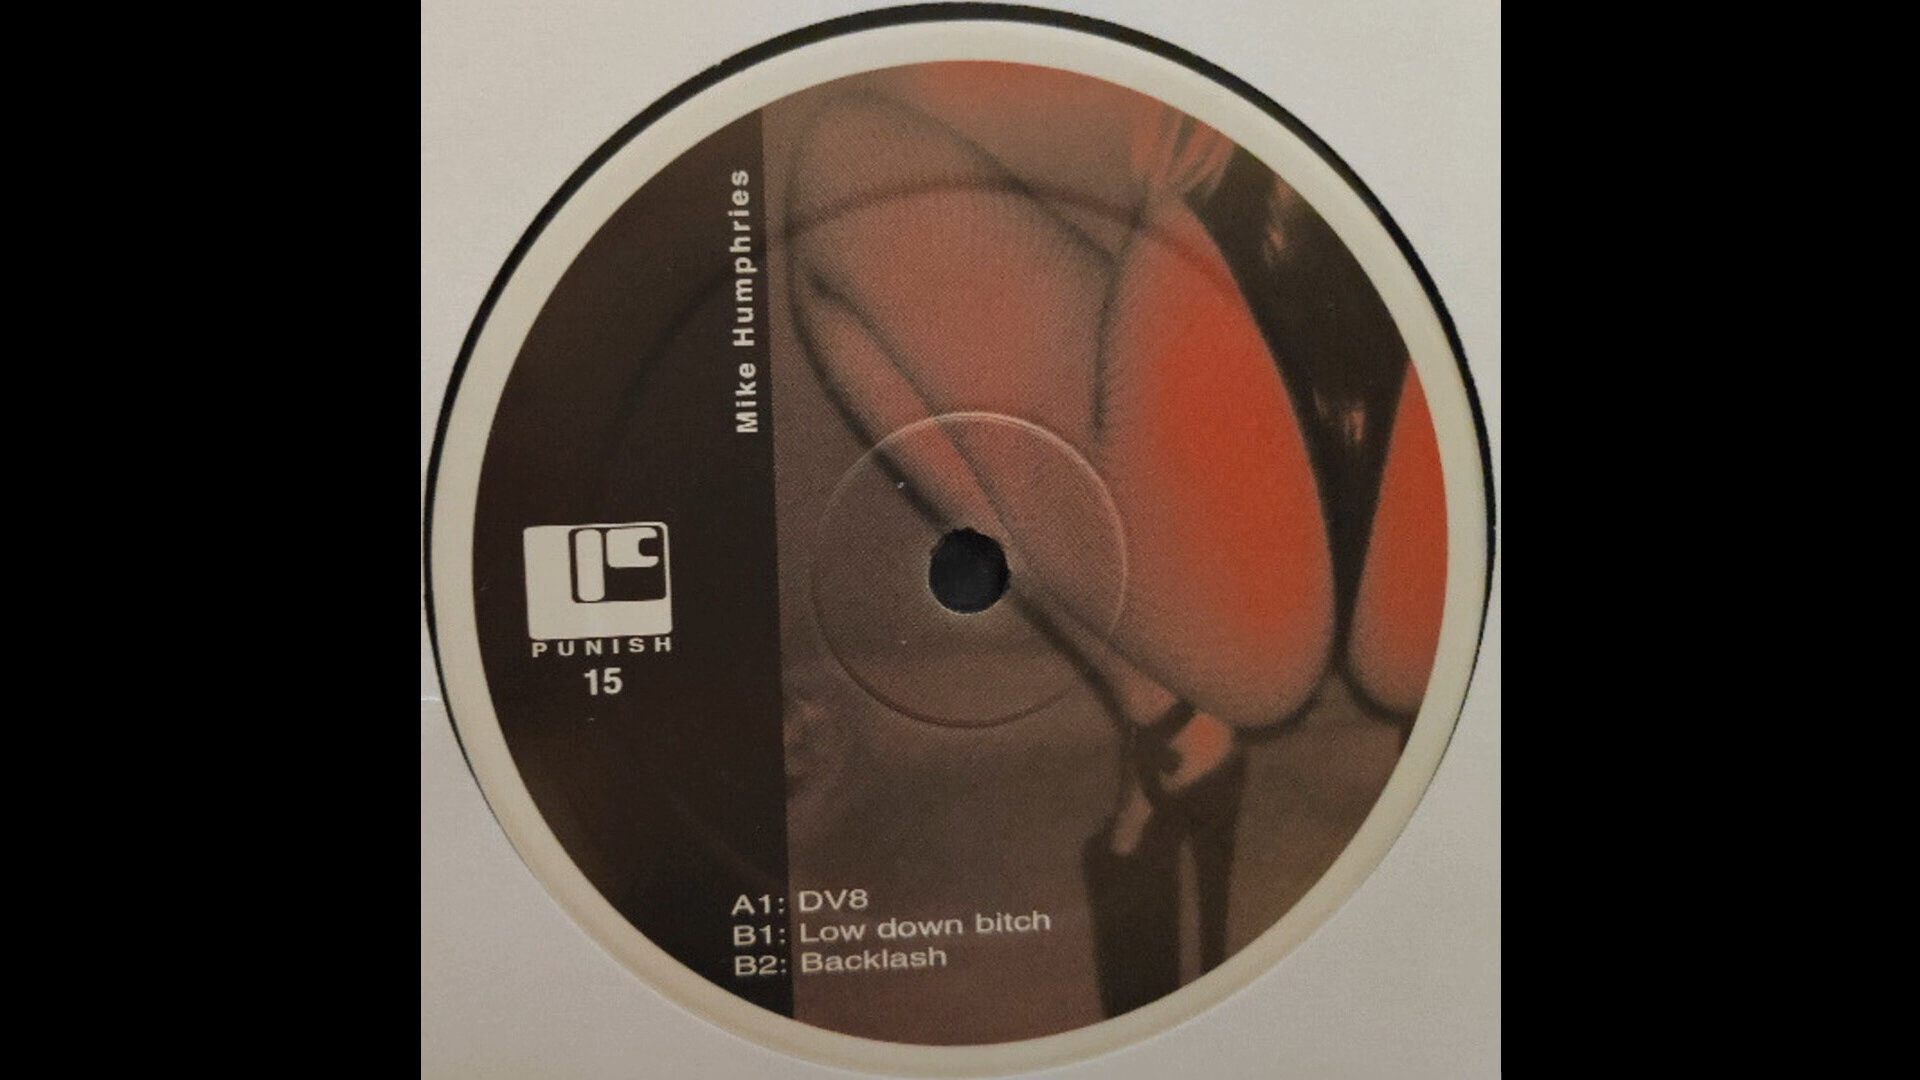 Mike Humphries
PUNISH
15
A1: DV8
B1: Low down bitch
B2: Backlash